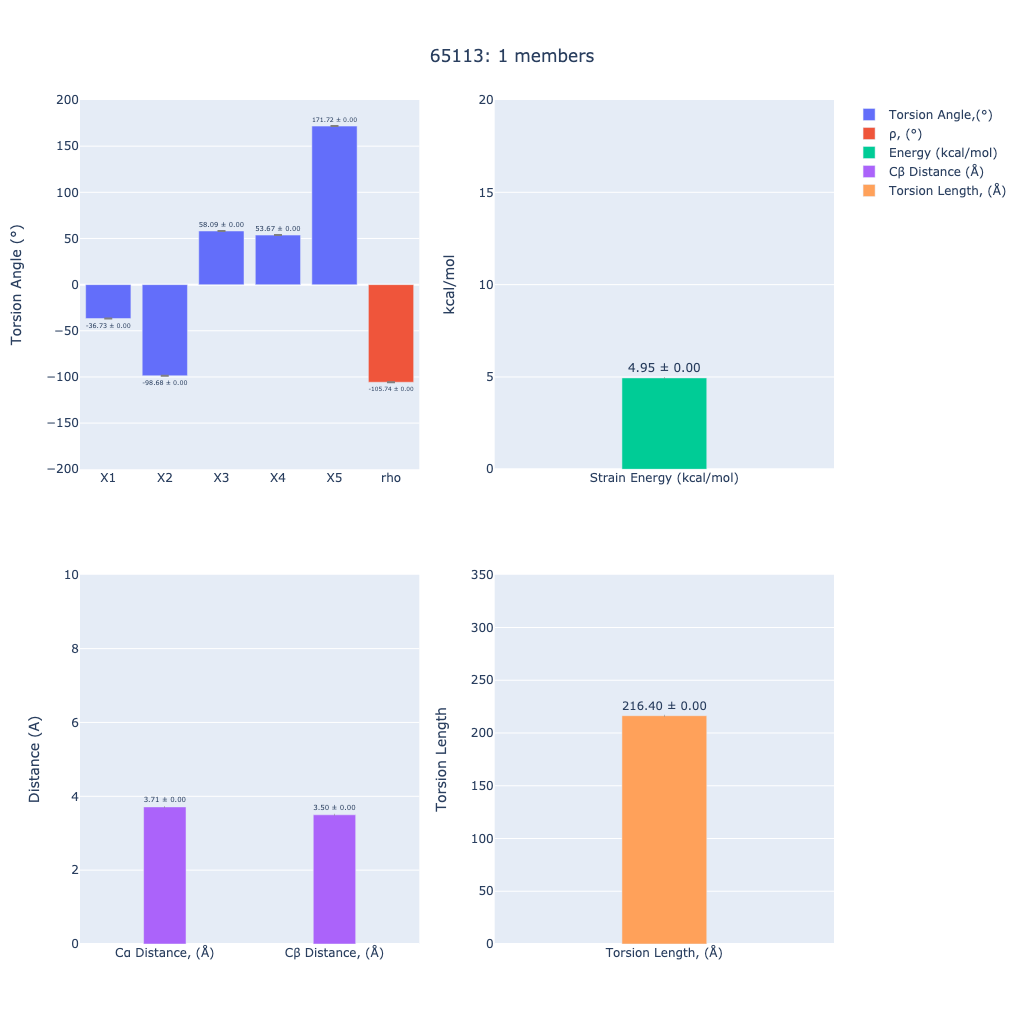 65113: 1 members
Torsion Angle (°)
200
150
100
50
0
−50
−100
−150
−200
-36.73 ± 0.00
-98.68 ± 0.00
58.09 ± 0.00
53.67 ± 0.00
171.72 ± 0.00
-105.74 ± 0.00
X1 X2 X3 X4 X5 rho
kcal/mol
20
15
10
5
0
4.95 ± 0.00
Strain Energy (kcal/mol)
Torsion Angle,(°)
ρ, (°)
Energy (kcal/mol)
Cβ Distance (Å)
Torsion Length, (Å)
Distance (A)
10
8
6
4
2
0
3.71 ± 0.00
3.50 ± 0.00
Cα Distance, (Å) Cβ Distance, (Å)
Torsion Length
350
300
250
200
150
100
50
0
216.40 ± 0.00
Torsion Length, (Å)